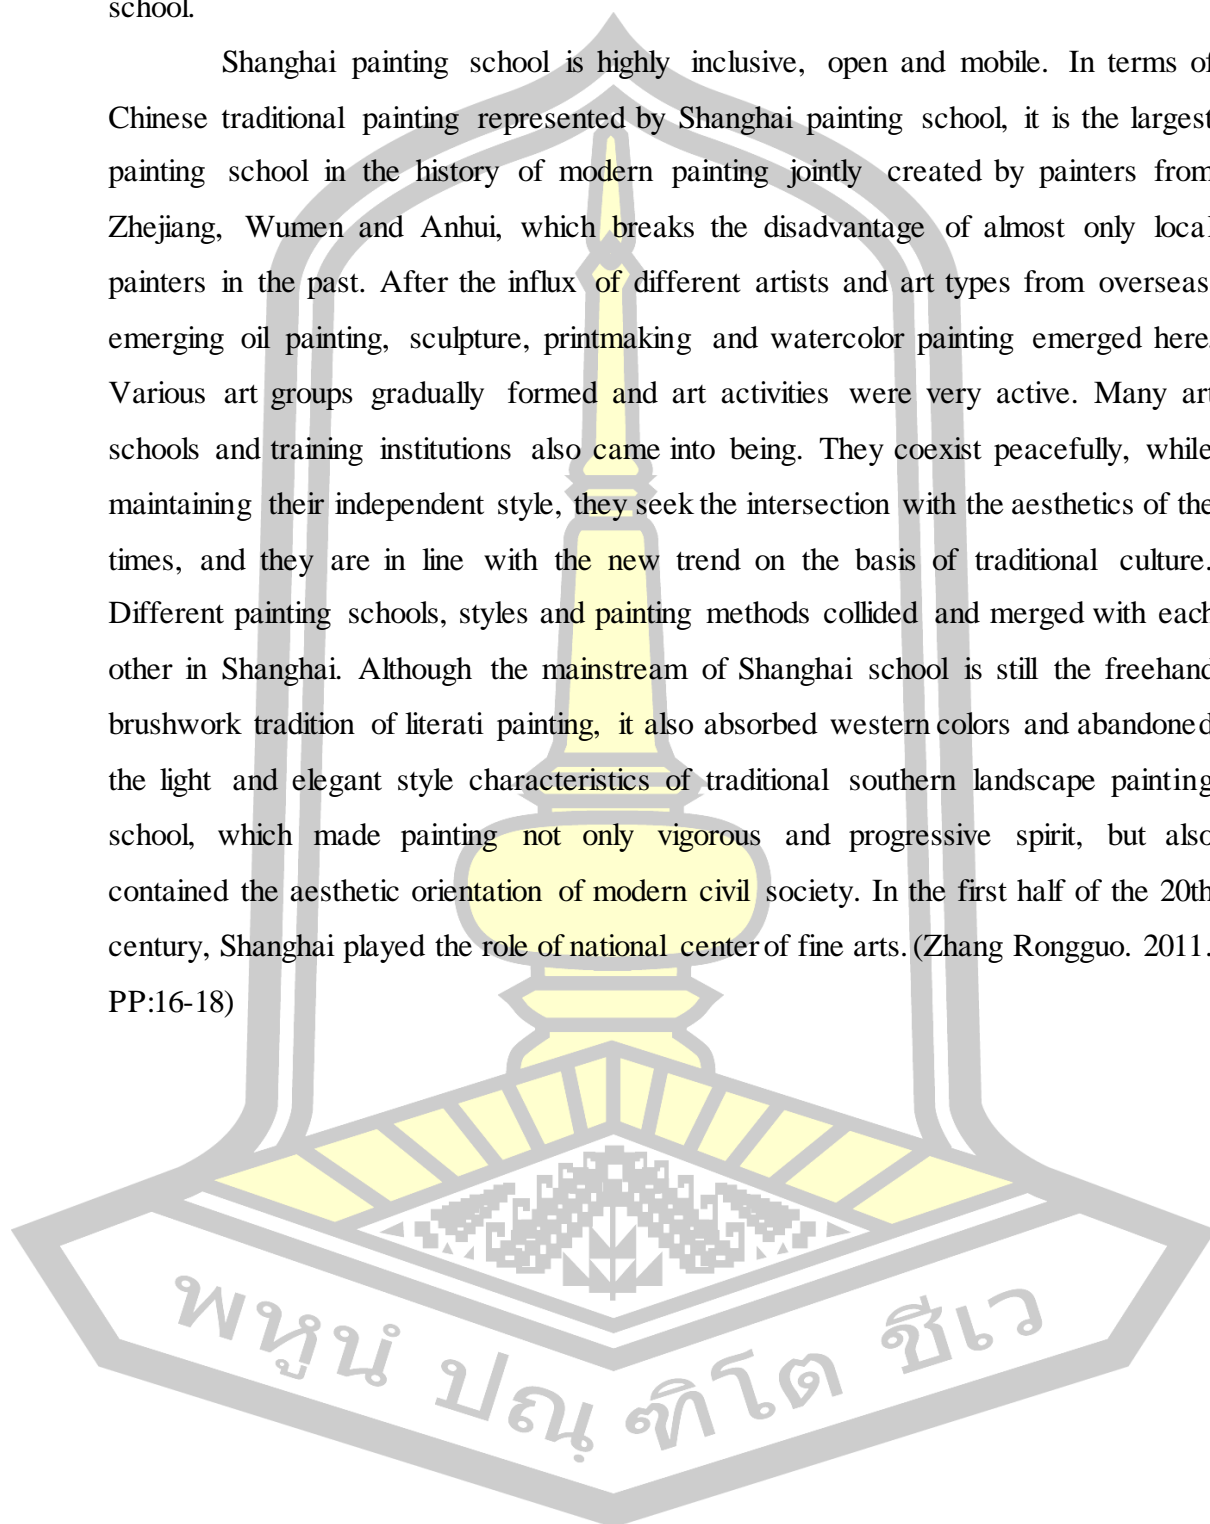 school.
Shanghai painting school is highly inclusive, open and mobile. In terms of
Chinese traditional painting represented by Shanghai painting school, it is the largest
painting school in the history of modern painting jointly created by painters from
Zhejiang, Wumen and Anhui, which breaks the disadvantage of almost only local
painters in the past. After the influx of different artists and art types from overseas,
emerging oil painting, sculpture, printmaking and watercolor painting emerged here.
Various art groups gradually formed and art activities were very active. Many art
schools and training institutions also came into being. They coexist peacefully, while
maintaining their independent style, they seek the intersection with the aesthetics of the
times, and they are in line with the new trend on the basis of traditional culture.
Different painting schools, styles and painting methods collided and merged with each
other in Shanghai. Although the mainstream of Shanghai school is still the freehand
brushwork tradition of literati painting, it also absorbed western colors and abandoned
the light and elegant style characteristics of traditional southern landscape painting
school, which made painting not only vigorous and progressive spirit, but also
contained the aesthetic orientation of modern civil society. In the first half of the 20th
century, Shanghai played the role of national center of fine arts. (Zhang Rongguo. 2011.
PP:16-18)
พหูนํ ปณฺฑิโต ชีเว